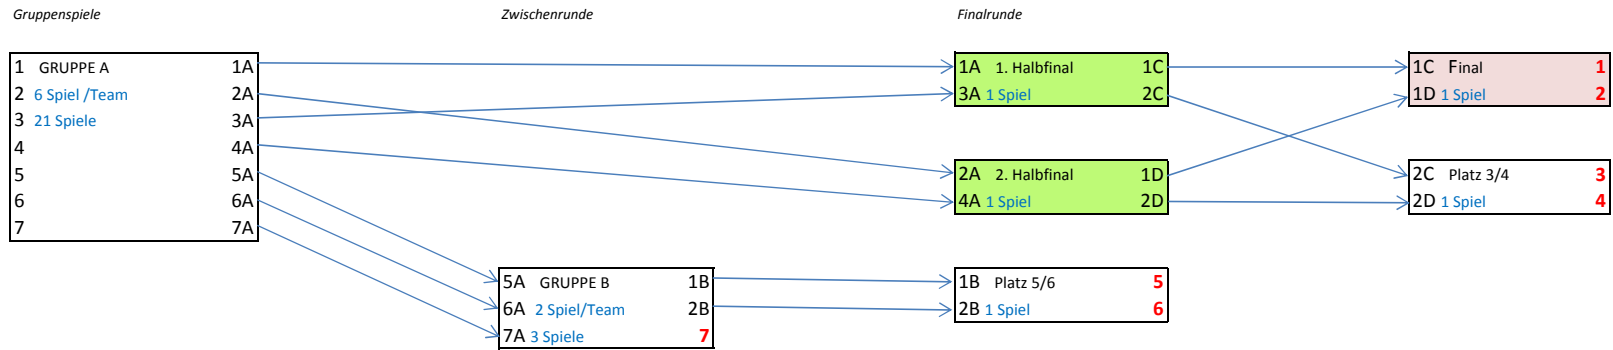 Gruppenspiele Zwischenrunde Finalrunde
1 GRUPPE A 1A
2 6 Spiel /Team 2A
3 21 Spiele 3A
4 4A
5 5A
6 6A
7 7A
1A 1. Halbfinal 1C
3A 1 Spiel 2C
1C Final 1
1D 1 Spiel 2
2A 2. Halbfinal 1D
4A 1 Spiel 2D
2C Platz 3/4 3
2D 1 Spiel 4
5A GRUPPE B 1B
6A 2 Spiel/Team 2B
7A 3 Spiele 7
1B Platz 5/6 5
2B 1 Spiel 6